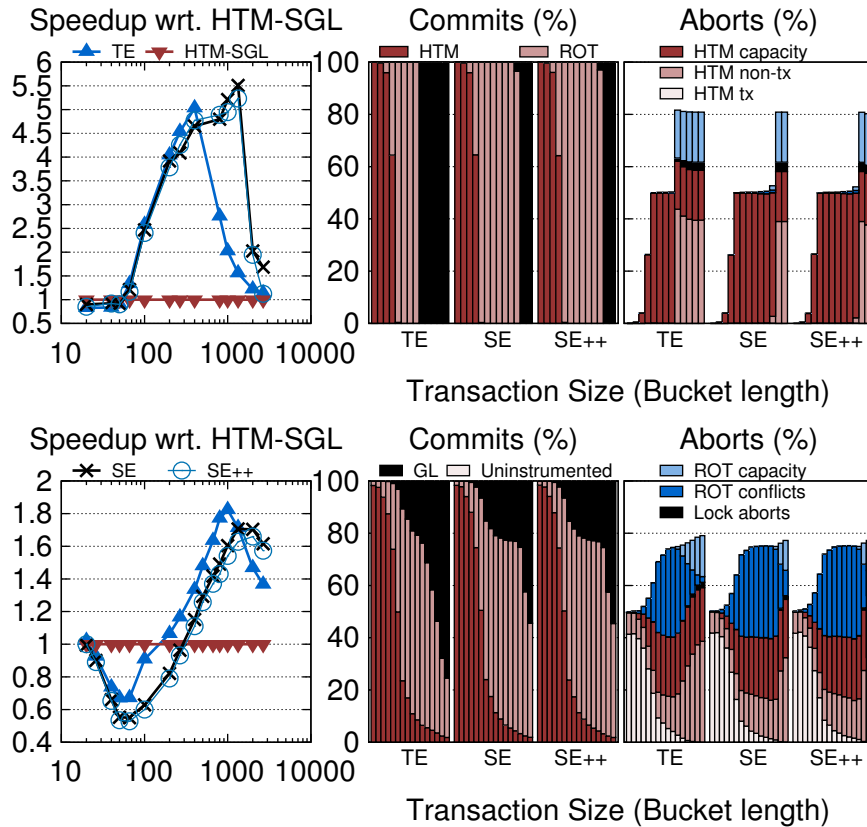 Speedup wrt. HTM-SGL
TE HTM-SGL
6
5.5
5
4.5
4
3.5
3
2.5
2
1.5
1
0.5
10 100 1000 10000
Commits (%)
HTM ROT
100
80
60
40
20
0
TE SE SE++
Aborts (%)
HTM capacity
HTM non-tx
HTM tx
TE SE SE++
Transaction Size (Bucket length)
Speedup wrt. HTM-SGL
SE SE++
2
1.8
1.6
1.4
1.2
1
0.8
0.6
0.4
10 100 1000 10000
Commits (%)
GL Uninstrumented
100
80
60
40
20
0
TE SE SE++
Aborts (%)
ROT capacity
ROT conflicts
Lock aborts
TE SE SE++
Transaction Size (Bucket length)